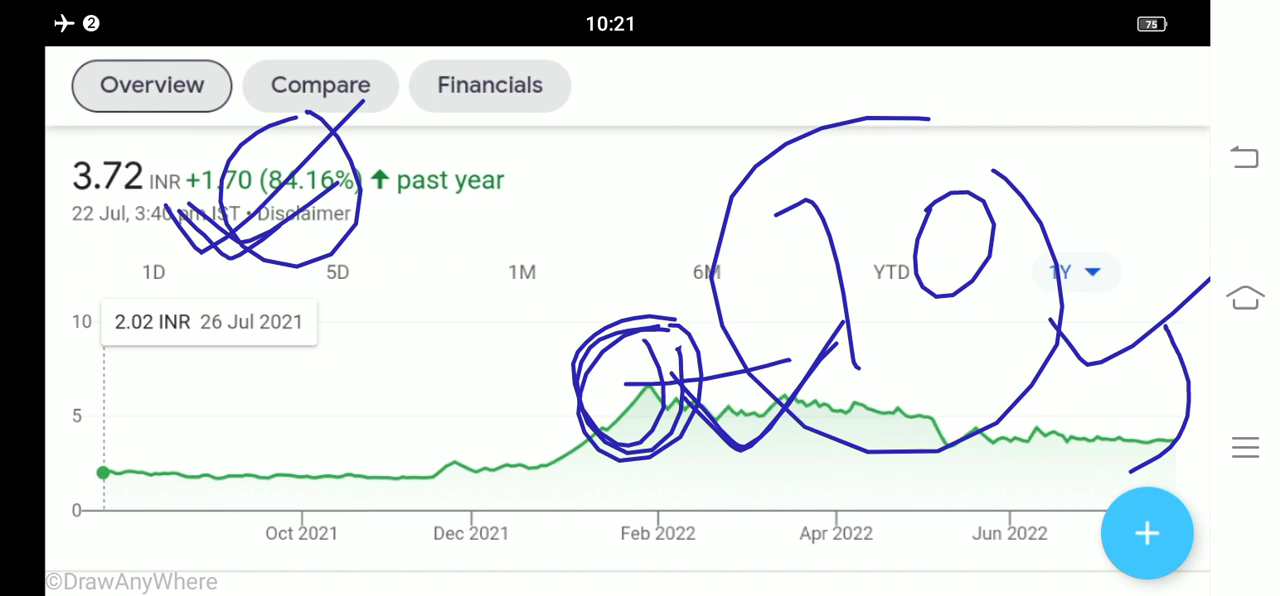 2 10:21 75
Overview Compare Financials
3.72 INR +1.70 (84.16%) ↑ past year
22 Jul, 3:40 pm IST • Disclaimer
1D 5D 1M 6M YTD 1Y
2.02 INR 26 Jul 2021
10
10
5
0
Oct 2021 Dec 2021 Feb 2022 Apr 2022 Jun 2022
+
©DrawAnyWhere